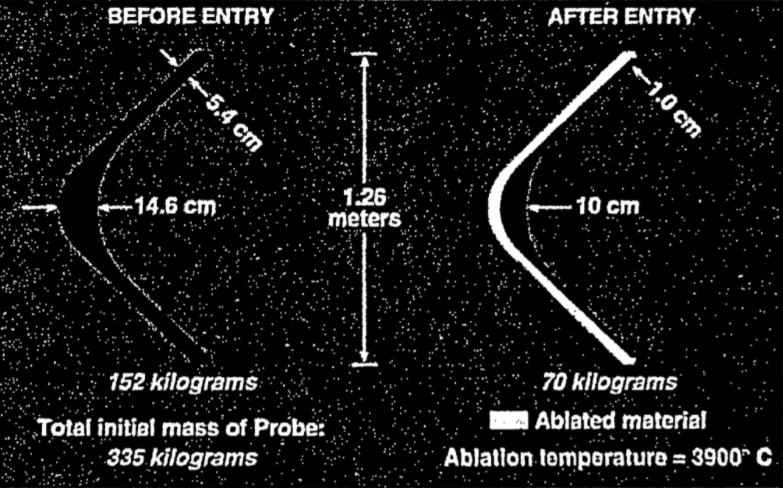 BEFORE ENTRY
AFTER ENTRY
5.4 cm
1.0 cm
14.6 cm
1.26
meters
10 cm
152 kilograms
70 kilograms
Total initial mass of Probe:
335 kilograms
Ablated material
Ablation temperature = 3900° C